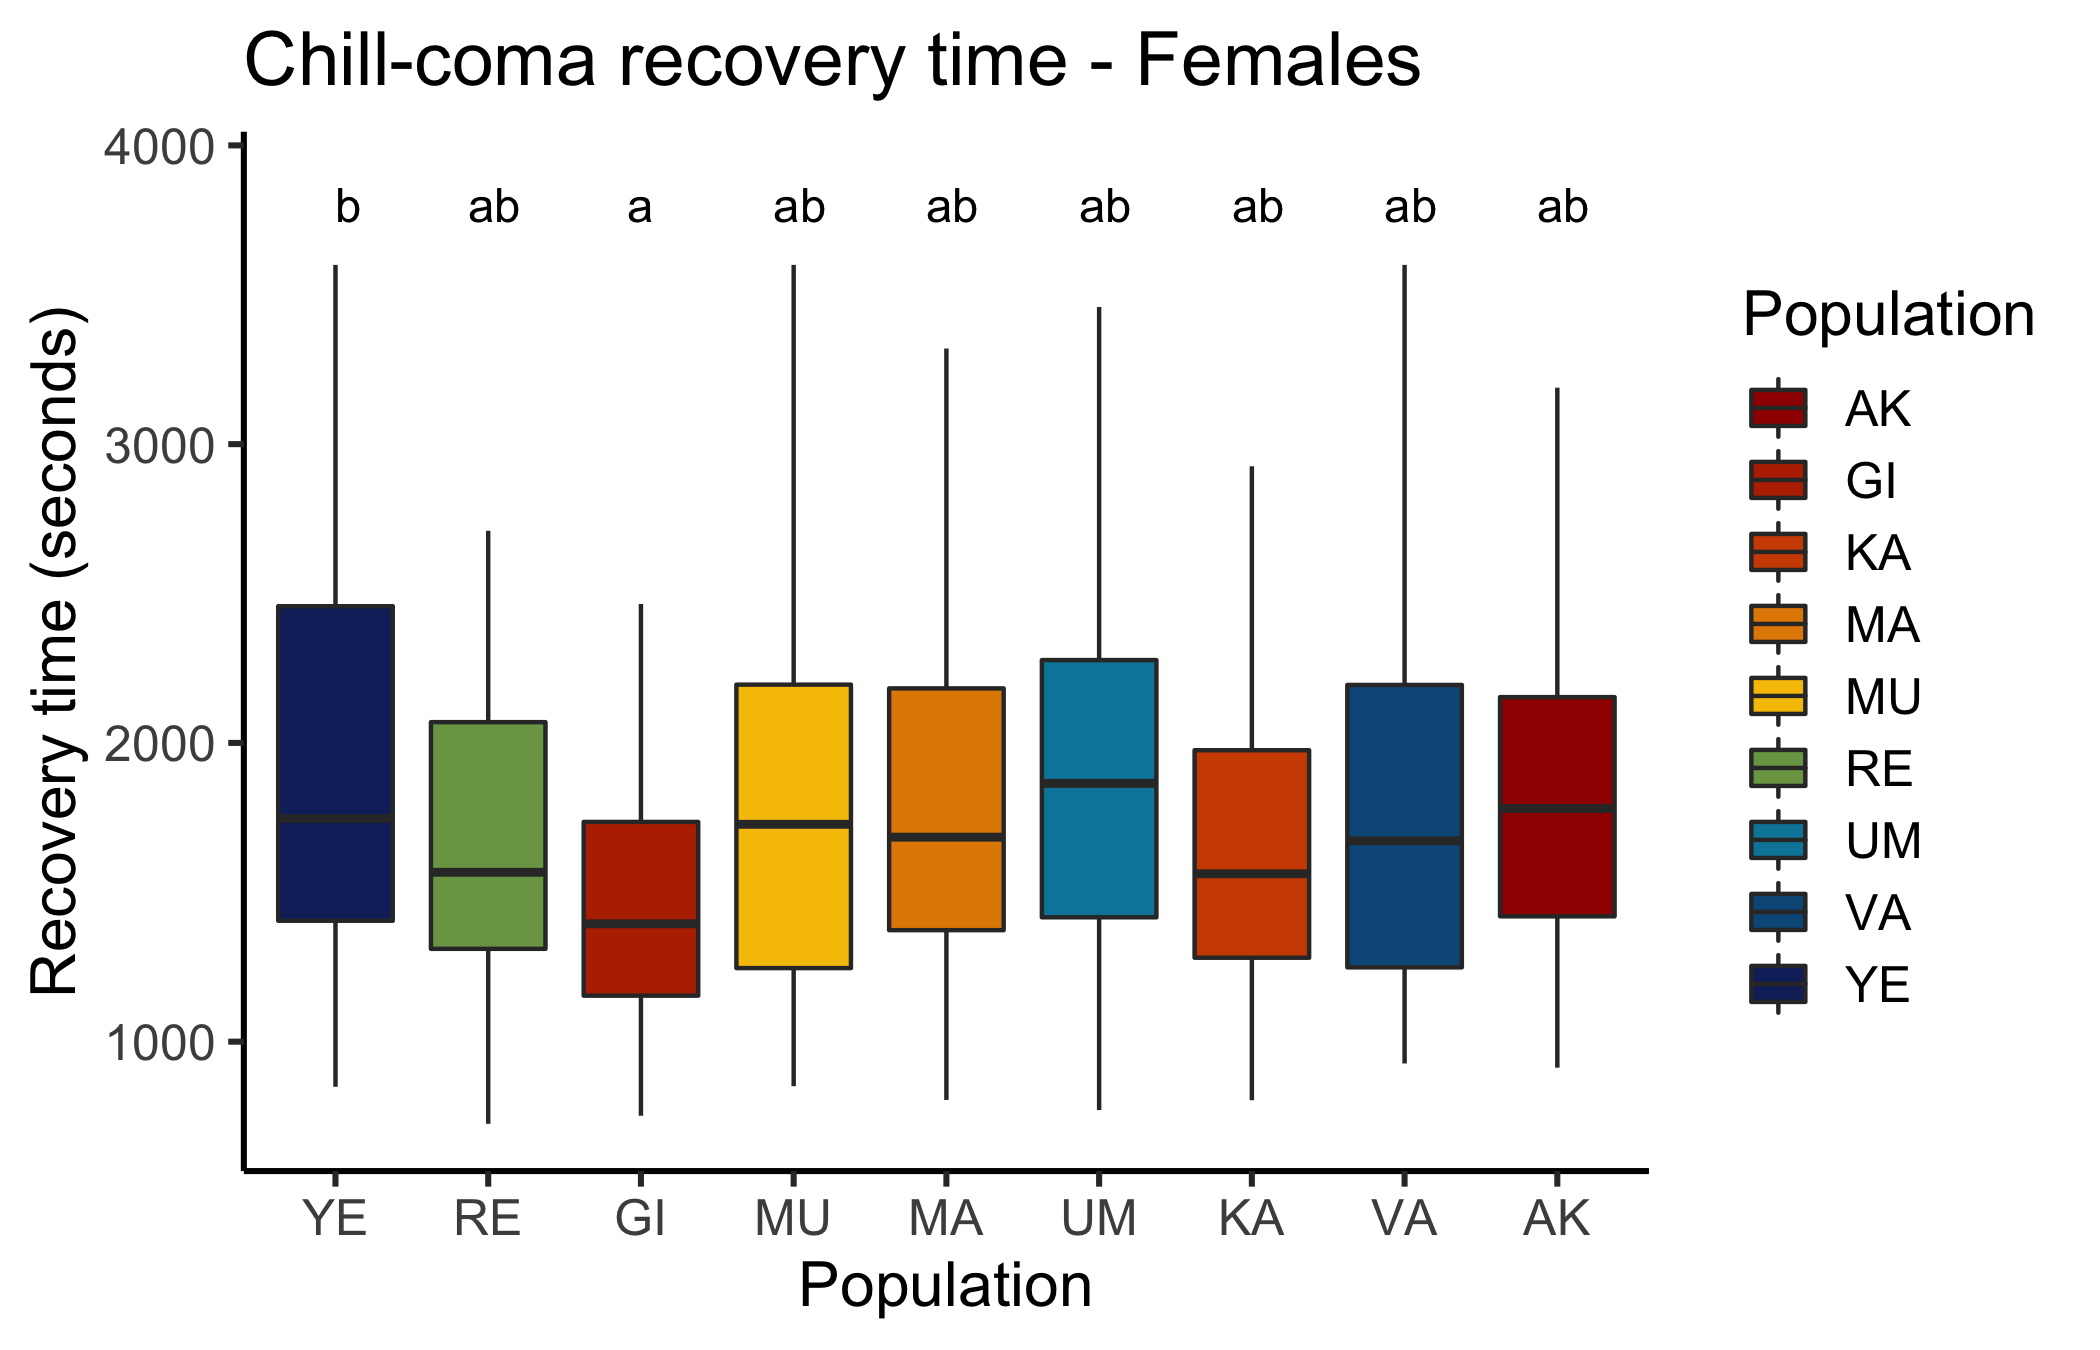 Chill-coma recovery time - Females
4000
3000
2000
1000
Recovery time (seconds)
b ab a ab ab ab ab ab ab
YE RE GI MU MA UM KA VA AK
Population
Population
AK
GI
KA
MA
MU
RE
UM
VA
YE